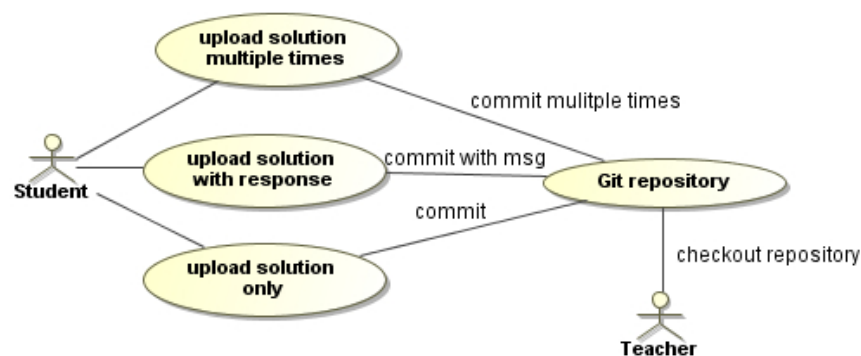 upload solution
multiple times
commit mulitple times
Student
upload solution
with response
commit with msg
Git repository
commit
upload solution
only
checkout repository
Teacher